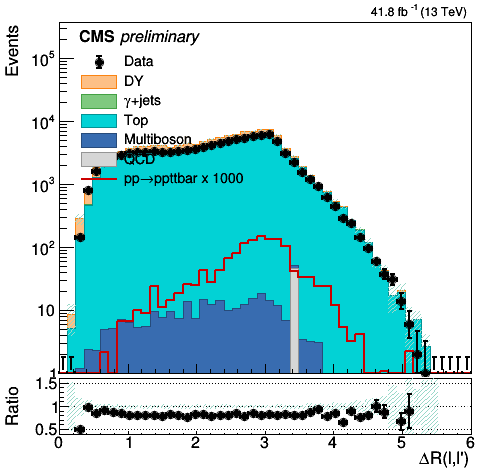 41.8 fb⁻¹ (13 TeV)
Events
CMS preliminary
Data
DY
γ+jets
Top
Multiboson
QCD
pp→ppttbar x 1000
10⁵
10⁴
10³
10²
10
1
Ratio
1.5
1
0.5
0 1 2 3 4 5 6
ΔR(l,l')